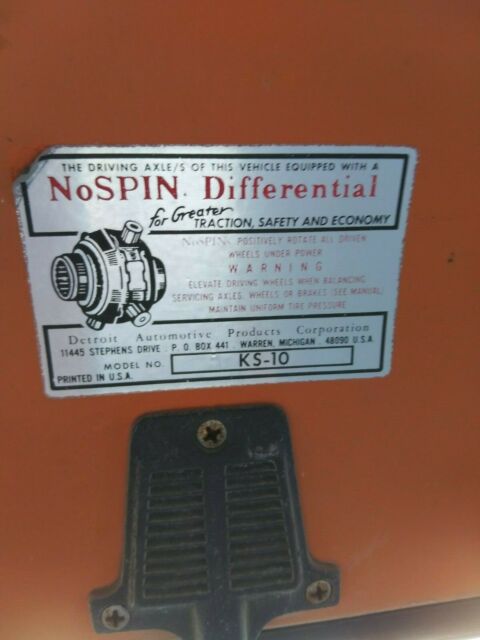 THE DRIVING AXLE/S OF THIS VEHICLE EQUIPPED WITH A
NoSPIN Differential
for Greater
TRACTION, SAFETY AND ECONOMY
NoSPINs POSITIVELY ROTATE ALL DRIVEN
WHEELS UNDER POWER
WARNING
ELEVATE DRIVING WHEELS WHEN BALANCING,
SERVICING AXLES, WHEELS OR BRAKES (SEE MANUAL)
MAINTAIN UNIFORM TIRE PRESSURE
Detroit Automotive Products Corporation
11445 STEPHENS DRIVE . P. O. BOX 441 . WARREN, MICHIGAN . 48090 U.S.A.
MODEL NO. KS-10
PRINTED IN U.S.A.